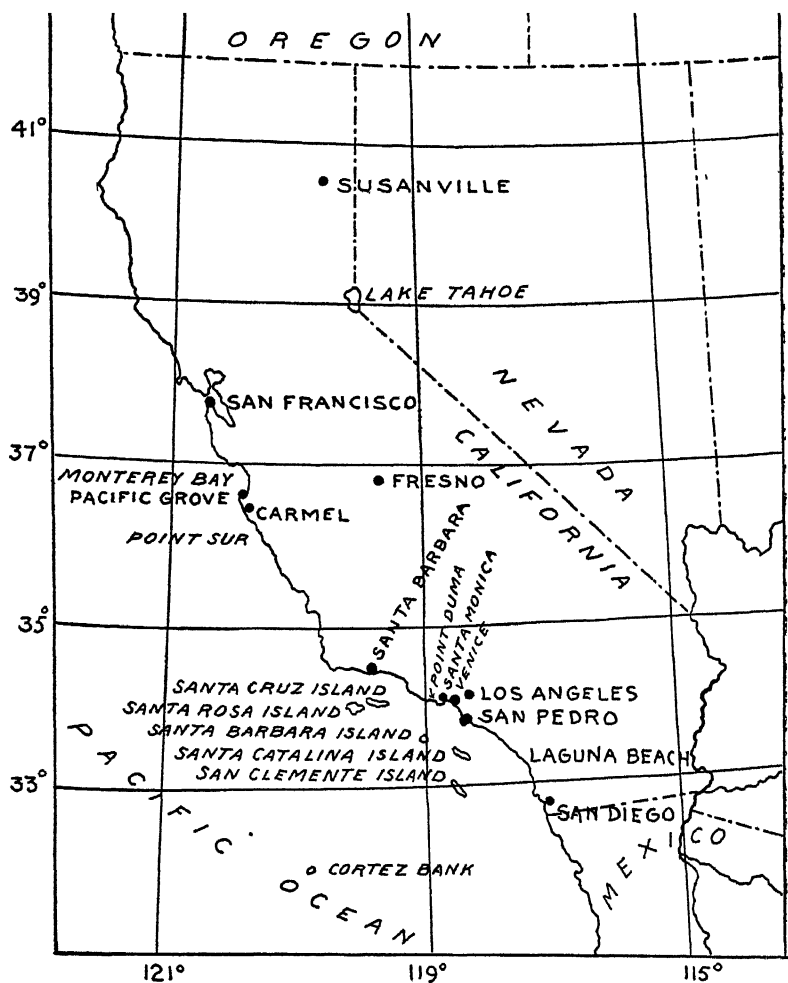 OREGON
41°
SUSANVILLE
39°
LAKE TAHOE
NEVADA
SAN FRANCISCO
CALIFORNIA
37°
MONTEREY BAY
FRESNO
PACIFIC GROVE
CARMEL
POINT SUR
SANTA BARBARA
POINT DUMA
SANTA MONICA
VENICE
35°
SANTA CRUZ ISLAND
LOS ANGELES
SANTA ROSA ISLAND
SAN PEDRO
SANTA BARBARA ISLAND
SANTA CATALINA ISLAND
LAGUNA BEACH
SAN CLEMENTE ISLAND
33°
SAN DIEGO
PACIFIC OCEAN
MEXICO
CORTEZ BANK
121°
119°
115°